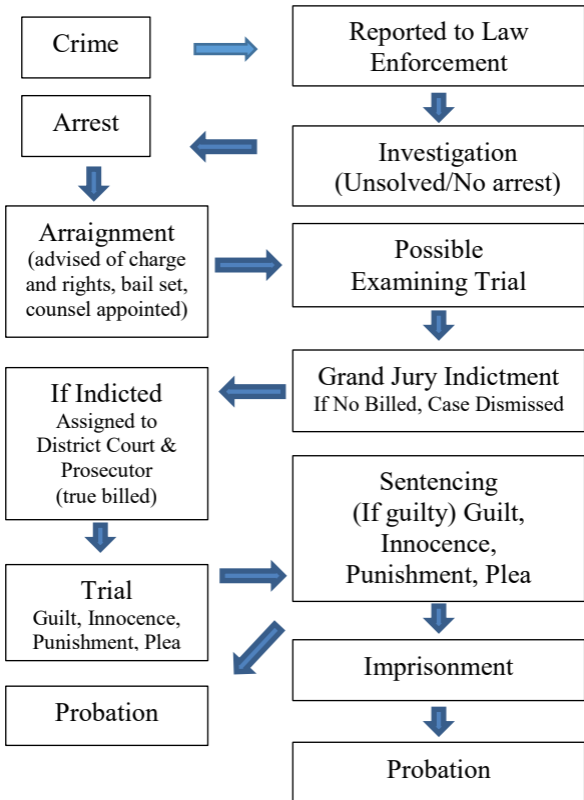 Crime
Reported to Law
Enforcement
Arrest
Investigation
(Unsolved/No arrest)
Arraignment
(advised of charge
and rights, bail set,
counsel appointed)
Possible
Examining Trial
Grand Jury Indictment
If No Billed, Case Dismissed
If Indicted
Assigned to
District Court &
Prosecutor
(true billed)
Trial
Guilt, Innocence,
Punishment, Plea
Sentencing
(If guilty) Guilt,
Innocence,
Punishment, Plea
Probation
Imprisonment
Probation